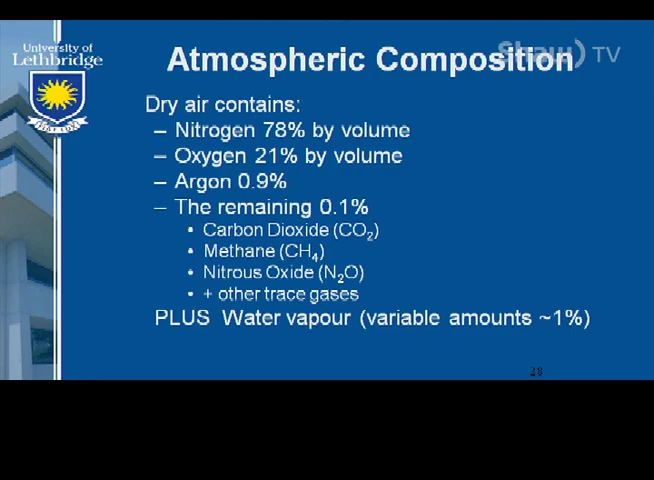 University of
Lethbridge
FIAT LUX
Atmospheric Composition
Shaw) TV
Dry air contains:
– Nitrogen 78% by volume
– Oxygen 21% by volume
– Argon 0.9%
– The remaining 0.1%
• Carbon Dioxide (CO₂)
• Methane (CH₄)
• Nitrous Oxide (N₂O)
• + other trace gases
PLUS Water vapour (variable amounts ~1%)
28